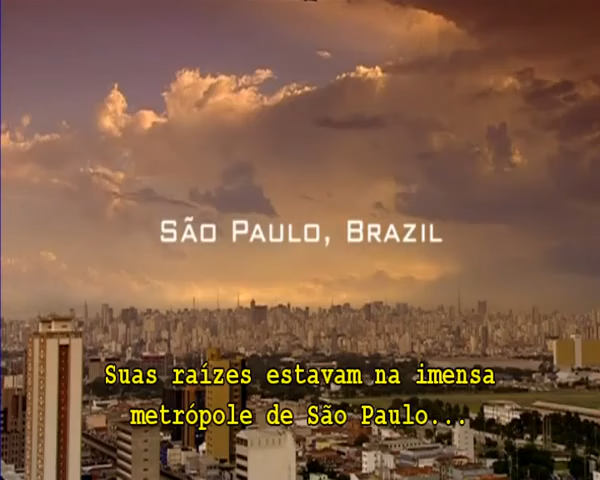 São Paulo, Brazil
Suas raízes estavam na imensa
metrópole de São Paulo...